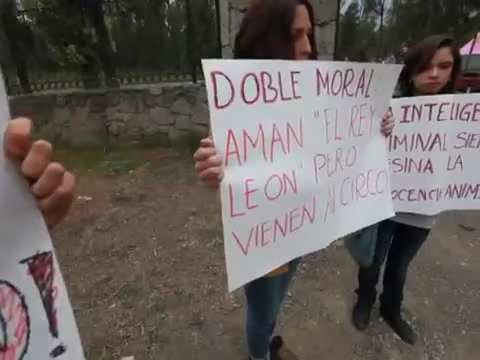 DOBLE MORAL
AMAN "EL REY
LEON" PERO
VIENEN Al CIRCO!
INTELIGE
IMINAL SIE
SINA LA
OCENCIA ANIM
O!